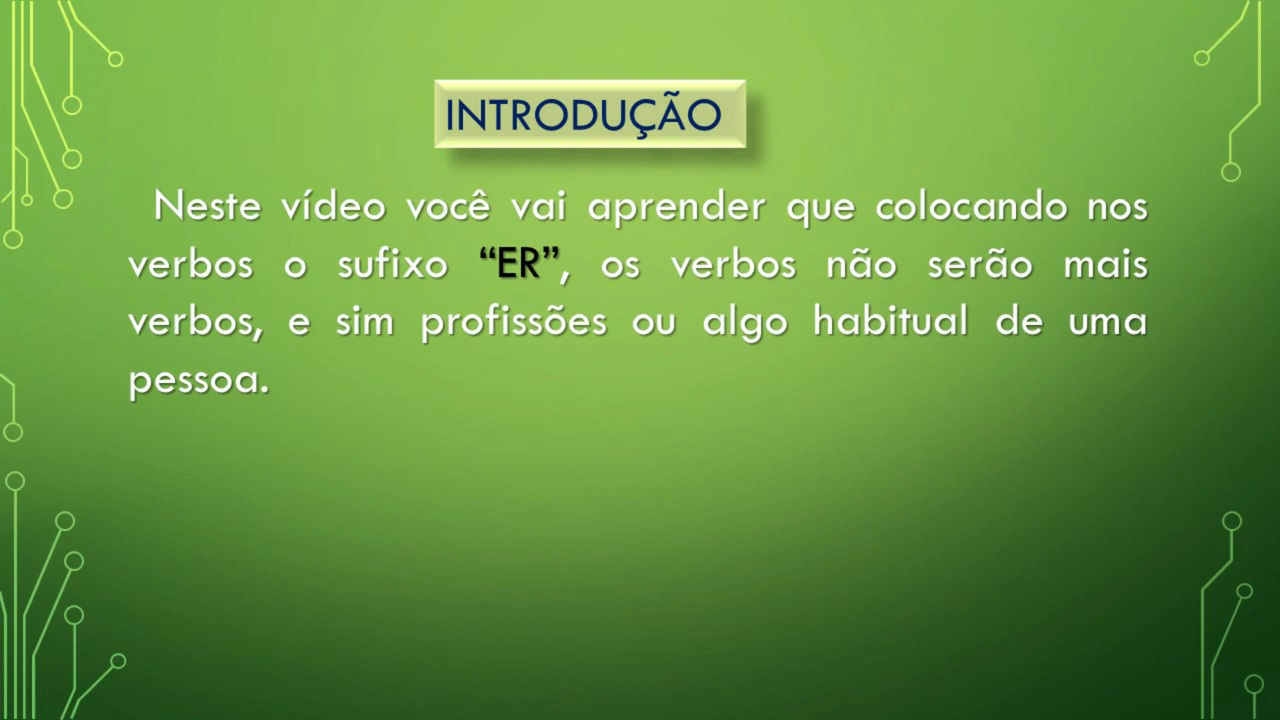 INTRODUÇÃO
Neste vídeo você vai aprender que colocando nos
verbos o sufixo “ER”, os verbos não serão mais
verbos, e sim profissões ou algo habitual de uma
pessoa.